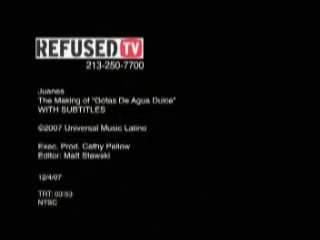 REFUSED TV
213-250-7700
Juanes
The Making of "Gotas De Agua Dulce"
WITH SUBTITLES
©2007 Universal Music Latino
Exec. Prod. Cathy Pellow
Editor: Matt Stawski
12/4/07
TRT: 03:53
NTSC